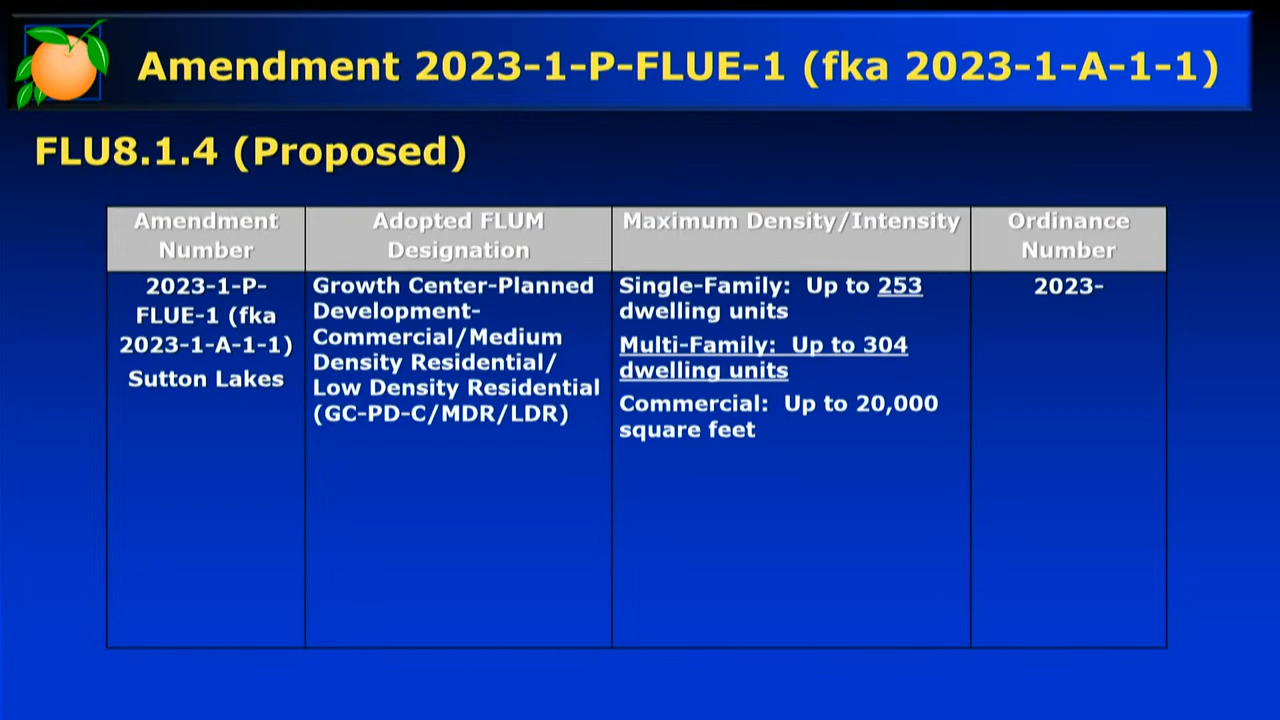 Amendment 2023-1-P-FLUE-1 (fka 2023-1-A-1-1)
FLU8.1.4 (Proposed)
Amendment
Number
Adopted FLUM
Designation
Maximum Density/Intensity
Ordinance
Number
2023-1-P-
FLUE-1 (fka
2023-1-A-1-1)
Sutton Lakes
Growth Center-Planned
Development-
Commercial/Medium
Density Residential/
Low Density Residential
(GC-PD-C/MDR/LDR)
Single-Family:  Up to 253
dwelling units
Multi-Family:  Up to 304
dwelling units
Commercial:  Up to 20,000
square feet
2023-